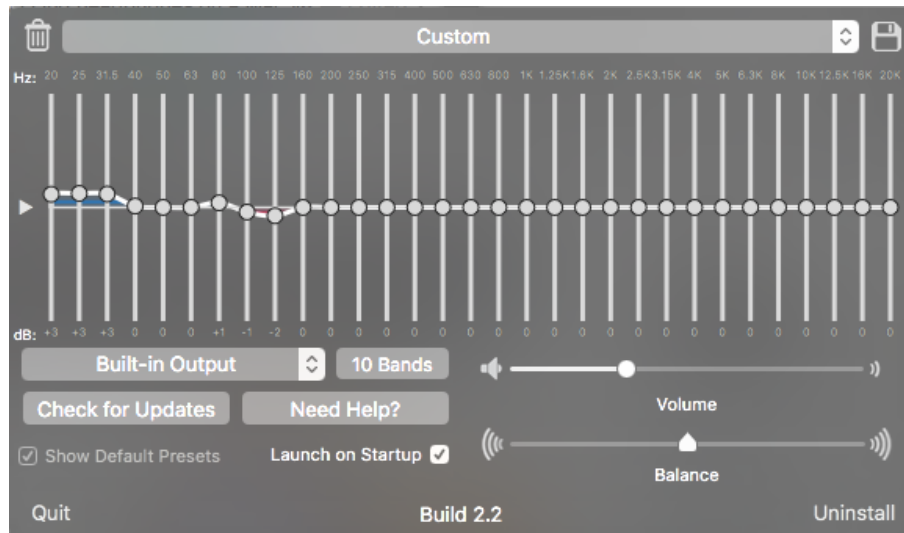 Custom
Hz: 20 25 31.5 40 50 63 80 100 125 160 200 250 315 400 500 630 800 1K 1.25K 1.6K 2K 2.5K 3.15K 4K 5K 6.3K 8K 10K 12.5K 16K 20K
dB: +3 +3 +3 0 0 0 +1 -1 -2 0 0 0 0 0 0 0 0 0 0 0 0 0 0 0 0 0 0 0 0 0 0
Built-in Output 10 Bands
Check for Updates Need Help?
Volume
Show Default Presets Launch on Startup
Balance
Quit Build 2.2 Uninstall